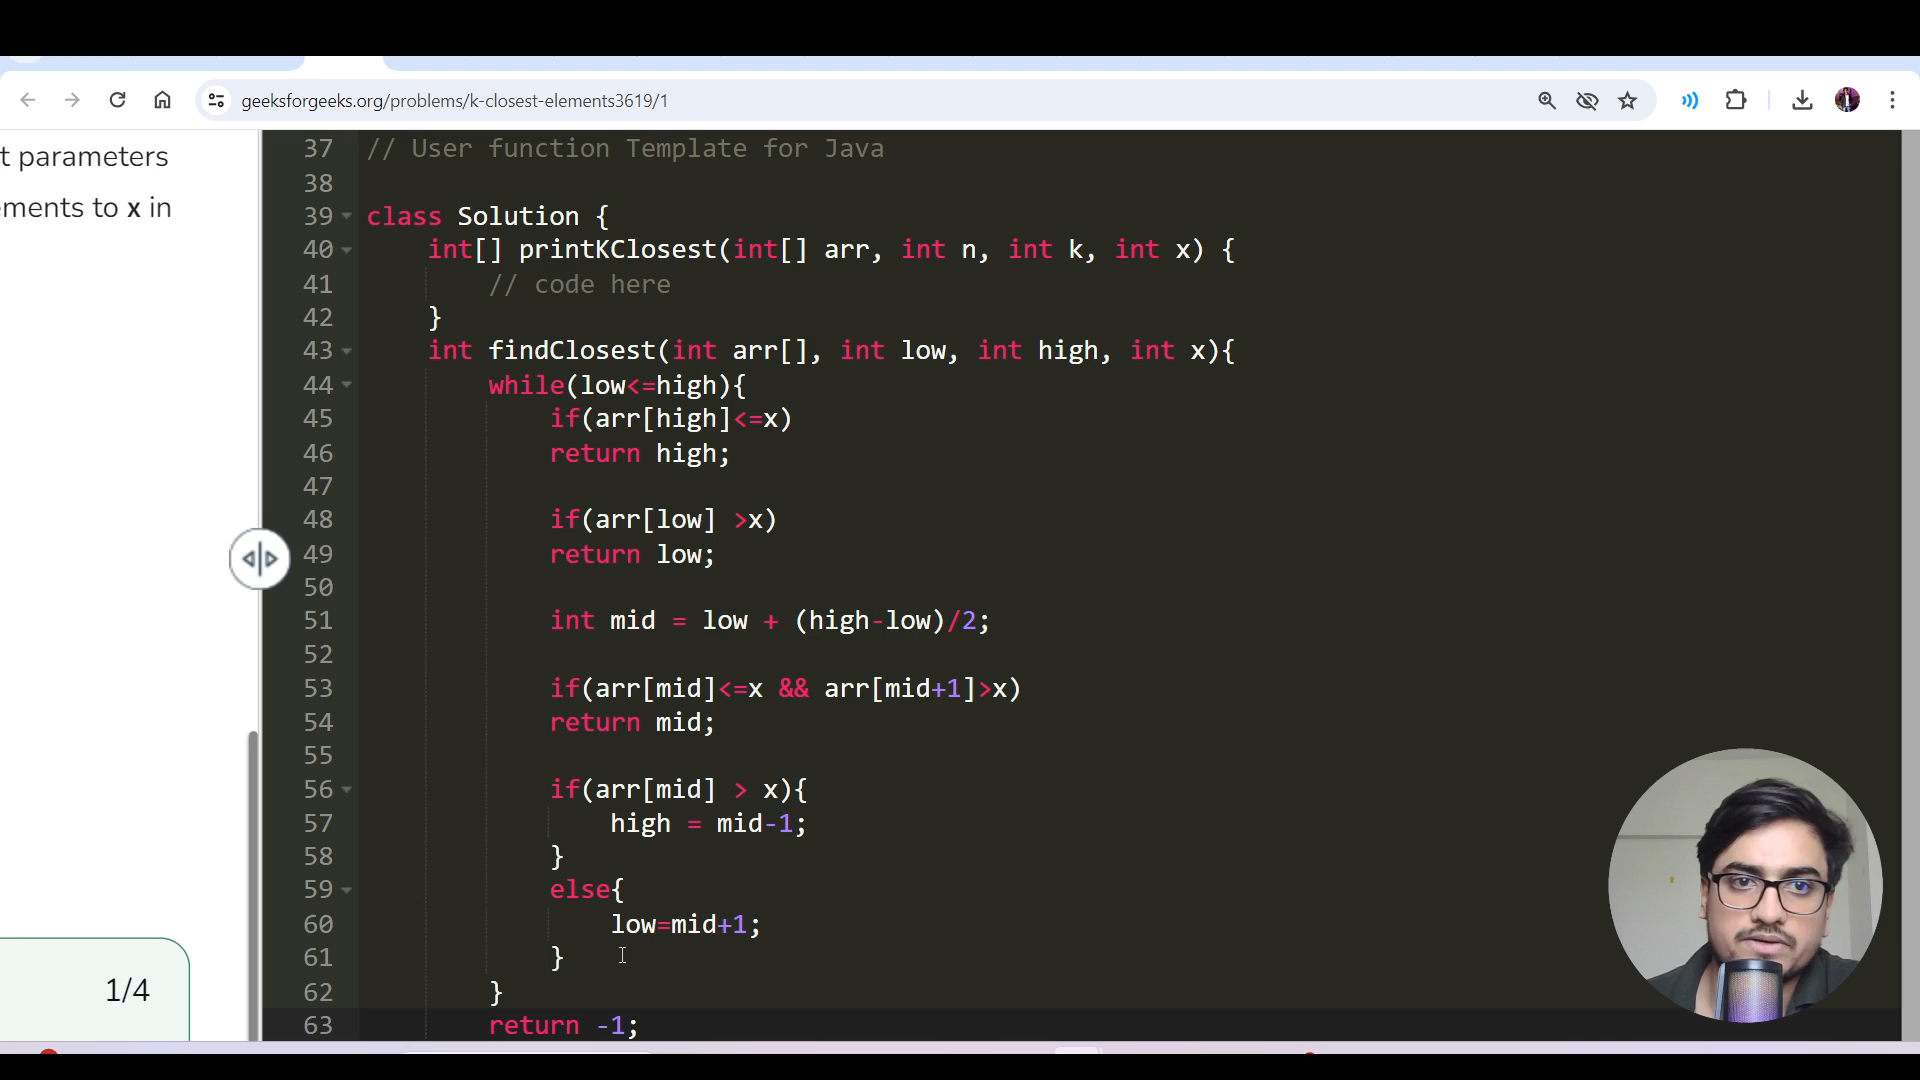 geeksforgeeks.org/problems/k-closest-elements3619/1
t parameters
ements to x in
1/4
37 // User function Template for Java
38
39 class Solution {
40 int[] printKClosest(int[] arr, int n, int k, int x) {
41 // code here
42 }
43 int findClosest(int arr[], int low, int high, int x){
44 while(low<=high){
45 if(arr[high]<=x)
46 return high;
47
48 if(arr[low] >x)
49 return low;
50
51 int mid = low + (high-low)/2;
52
53 if(arr[mid]<=x && arr[mid+1]>x)
54 return mid;
55
56 if(arr[mid] > x){
57 high = mid-1;
58 }
59 else{
60 low=mid+1;
61 }
62 }
63 return -1;